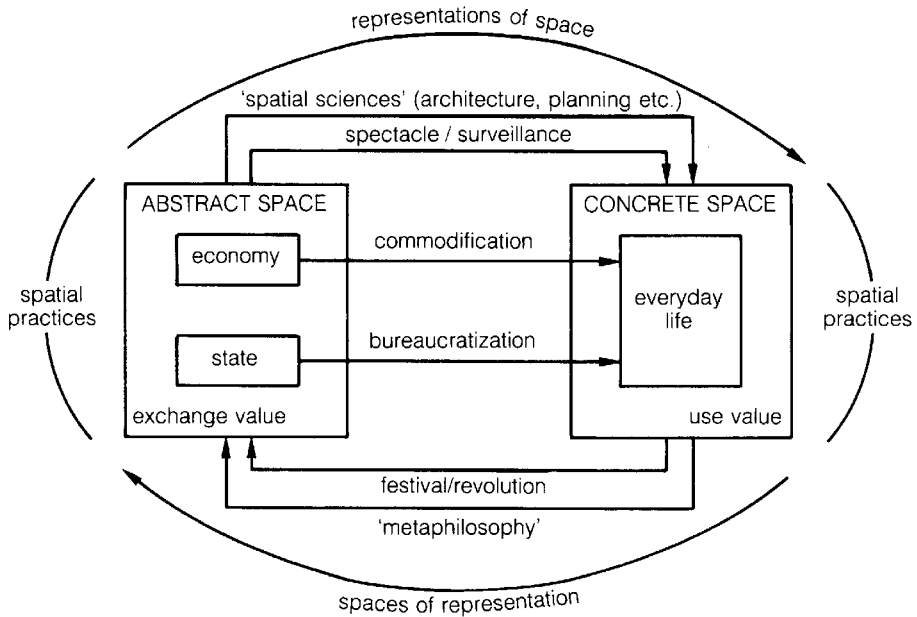 representations of space
'spatial sciences' (architecture, planning etc.)
spectacle / surveillance
ABSTRACT SPACE
CONCRETE SPACE
economy
commodification
everyday
life
spatial
practices
spatial
practices
state
bureaucratization
exchange value
use value
festival/revolution
'metaphilosophy'
spaces of representation